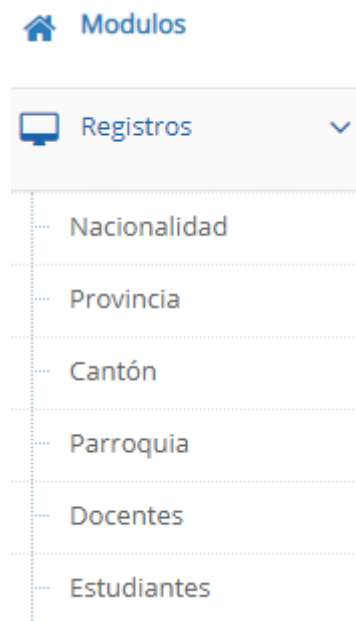 Modulos
Registros
Nacionalidad
Provincia
Cantón
Parroquia
Docentes
Estudiantes